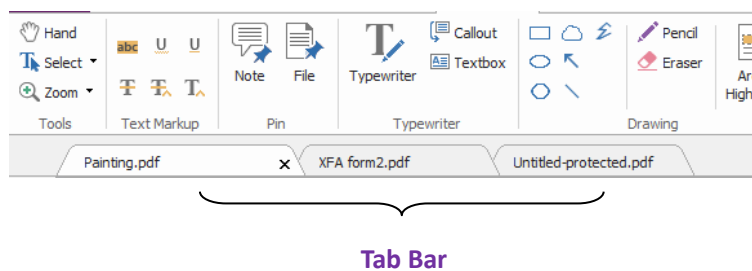 Hand
Select
Zoom
Tools
abc U U
T T T
Text Markup
Note
File
Pin
Typewriter
Callout
Textbox
Typewriter
Pencil
Eraser
Drawing
Ar
High
Painting.pdf x XFA form2.pdf Untitled-protected.pdf
Tab Bar